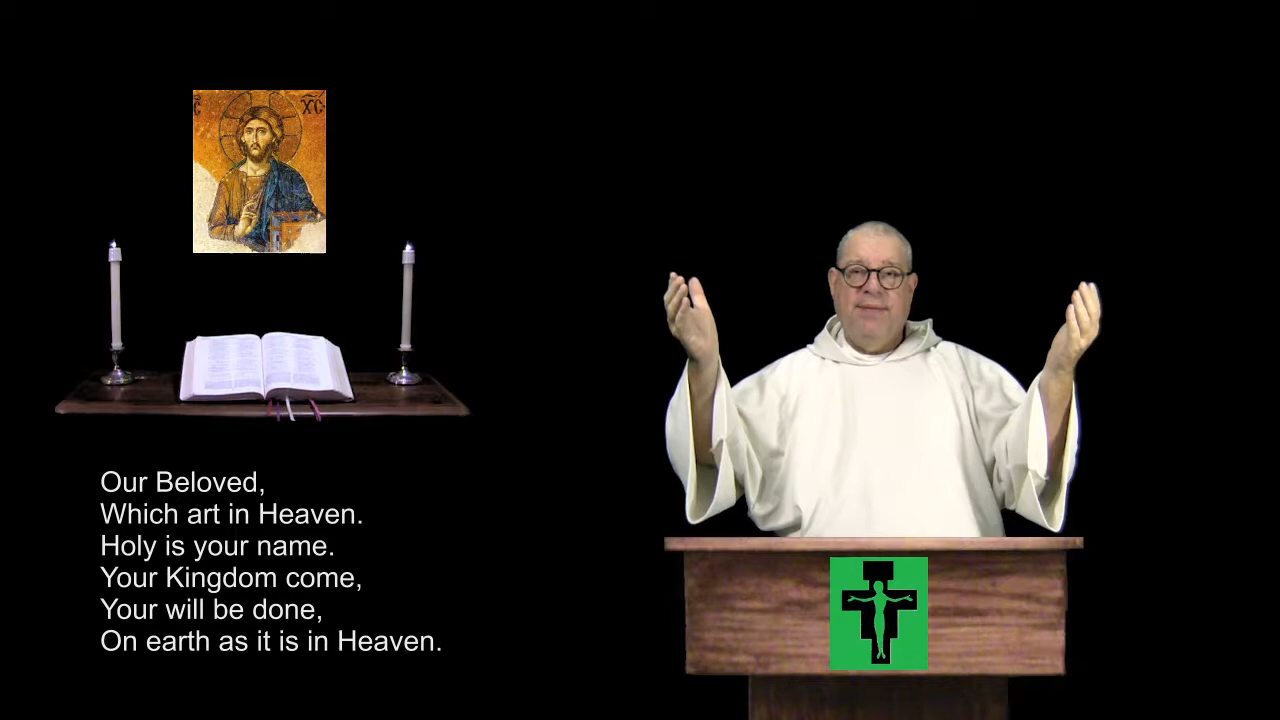 XC
Our Beloved,
Which art in Heaven.
Holy is your name.
Your Kingdom come,
Your will be done,
On earth as it is in Heaven.